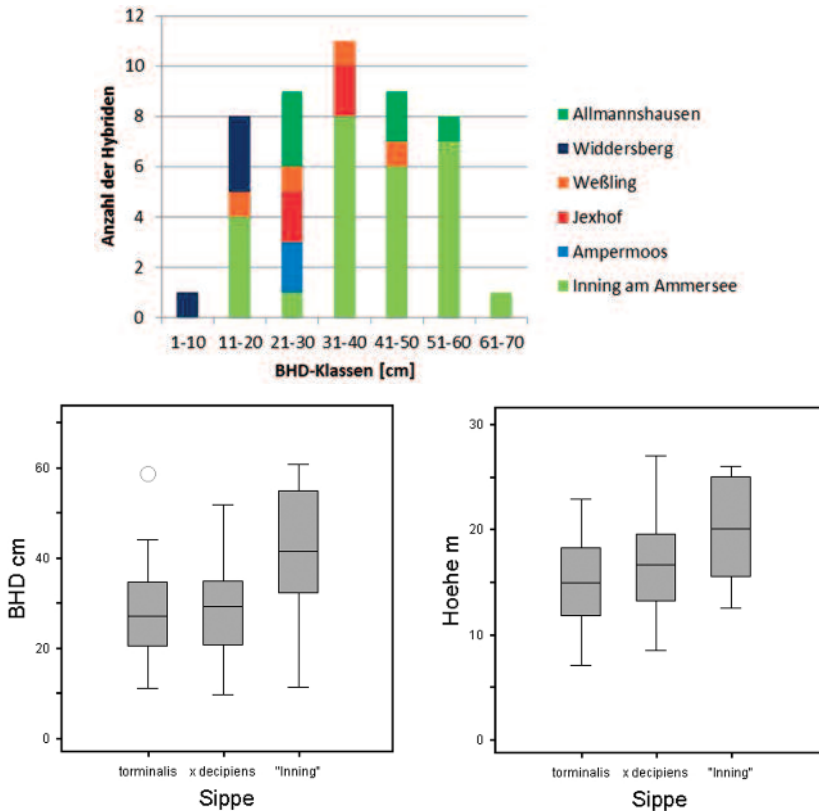 Anzahl der Hybriden
12
10
8
6
4
2
0
1-10 11-20 21-30 31-40 41-50 51-60 61-70
BHD-Klassen [cm]
Allmannshausen
Widdersberg
Weßling
Jexhof
Ampermoos
Inning am Ammersee
BHD cm
60
40
20
0
torminalis x decipiens "Inning"
Sippe
Hoehe m
30
20
10
0
torminalis x decipiens "Inning"
Sippe